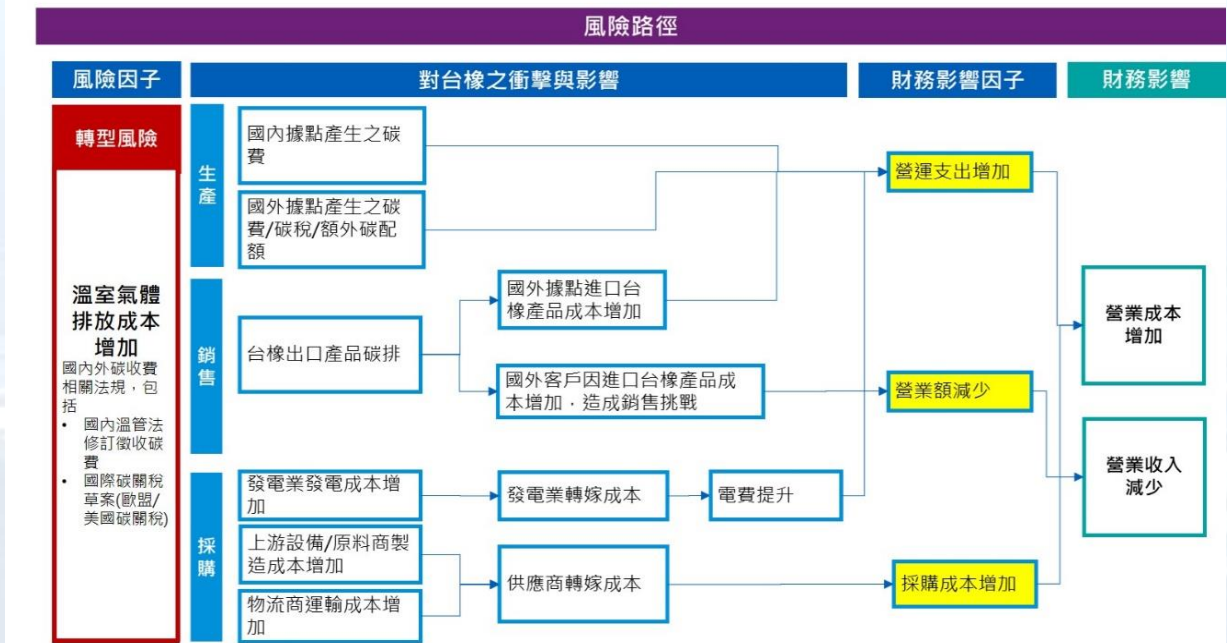 風險路徑
風險因子
對台橡之衝擊與影響
財務影響因子
財務影響
轉型風險
溫室氣體
排放成本
增加
國內外碳收費
相關法規，包
括
• 國內溫管法
修訂徵收碳
費
• 國際碳關稅
草案(歐盟/
美國碳關稅)
生產
國內據點產生之碳
費
國外據點產生之碳
費/碳稅/額外碳配
額
營運支出增加
銷售
台橡出口產品碳排
國外據點進口台
橡產品成本增加
國外客戶因進口台橡產品成
本增加，造成銷售挑戰
營業額減少
採購
發電業發電成本增
加
發電業轉嫁成本
電費提升
上游設備/原料商製
造成本增加
物流商運輸成本增
加
供應商轉嫁成本
採購成本增加
營業成本
增加
營業收入
減少